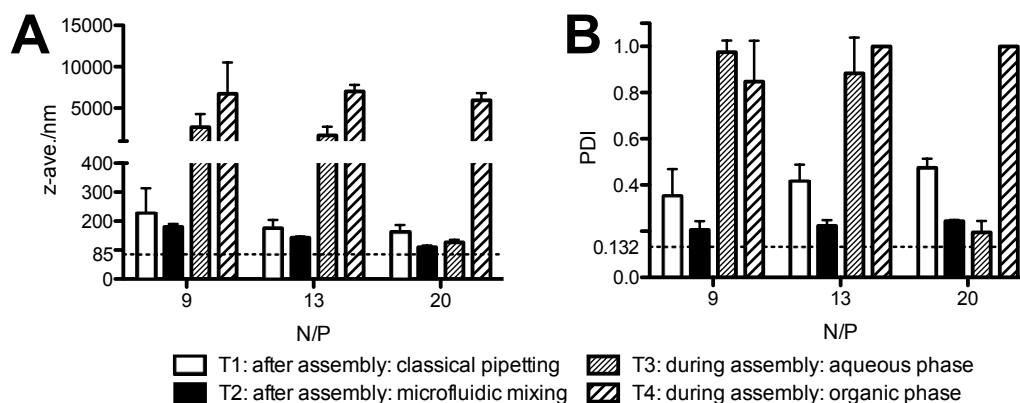 A
z-ave./nm
15000
10000
5000
400
300
200
85
0
9
13
20
N/P
B
PDI
1.0
0.8
0.6
0.4
0.132
0.0
9
13
20
N/P
T1: after assembly: classical pipetting
T2: after assembly: microfluidic mixing
T3: during assembly: aqueous phase
T4: during assembly: organic phase